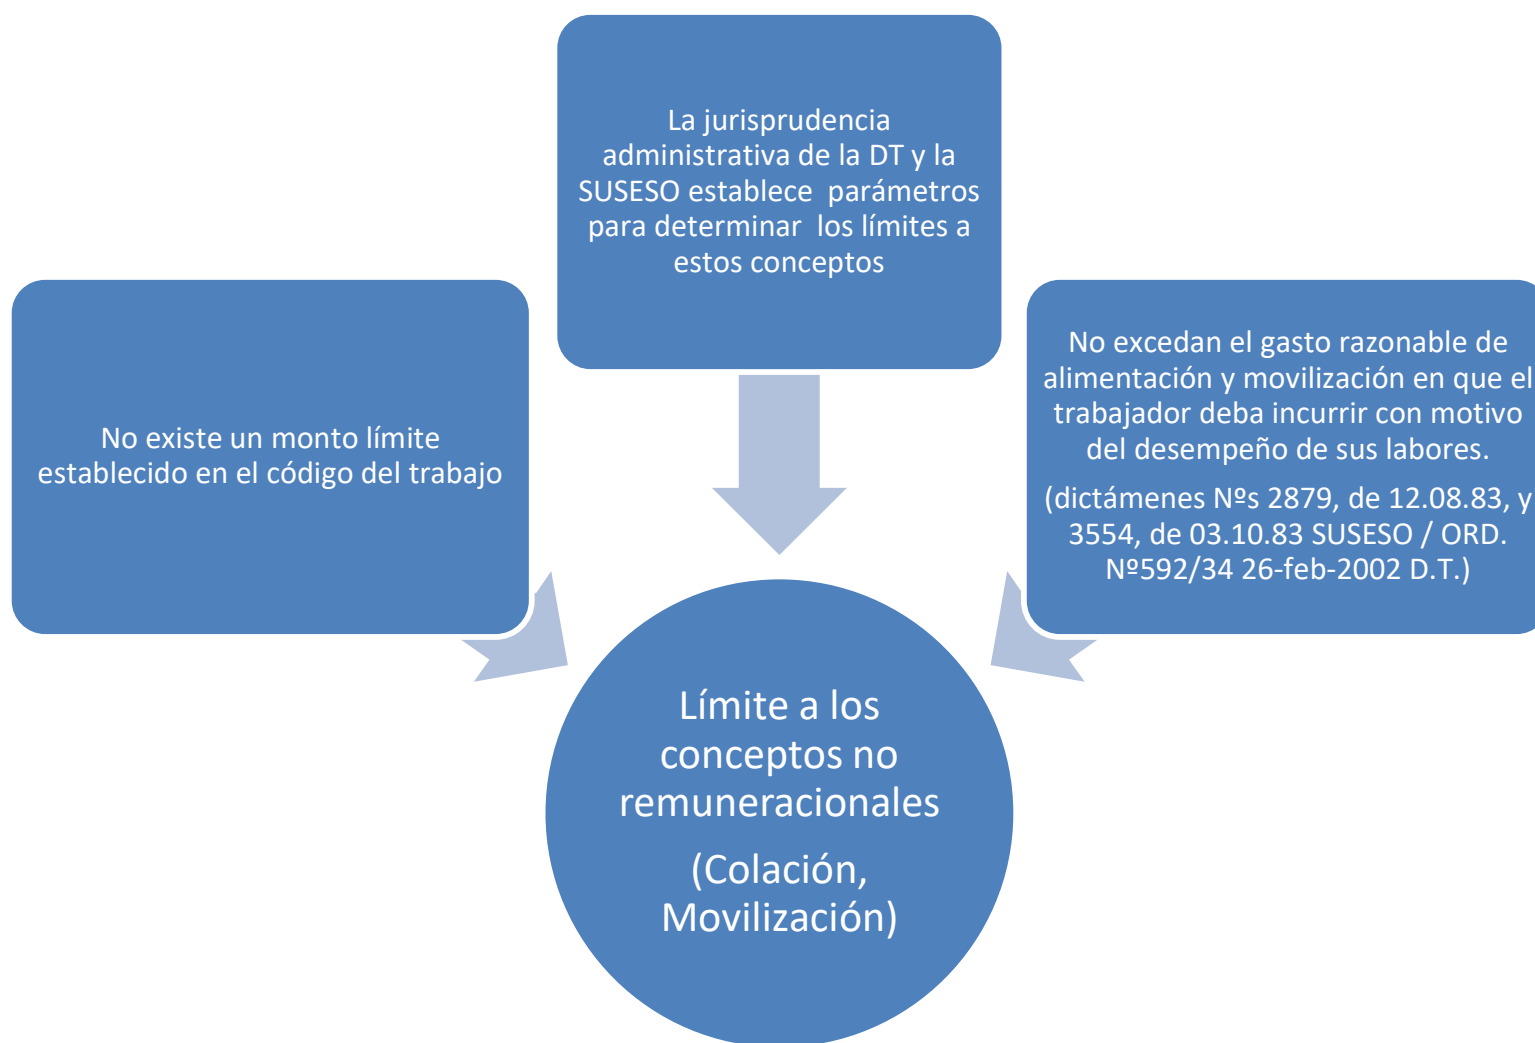 La jurisprudencia
administrativa de la DT y la
SUSESO establece parámetros
para determinar los límites a
estos conceptos
No existe un monto límite
establecido en el código del trabajo
No excedan el gasto razonable de
alimentación y movilización en que el
trabajador deba incurrir con motivo
del desempeño de sus labores.
(dictámenes Nºs 2879, de 12.08.83, y
3554, de 03.10.83 SUSESO / ORD.
Nº592/34 26-feb-2002 D.T.)
Límite a los
conceptos no
remuneracionales
(Colación,
Movilización)